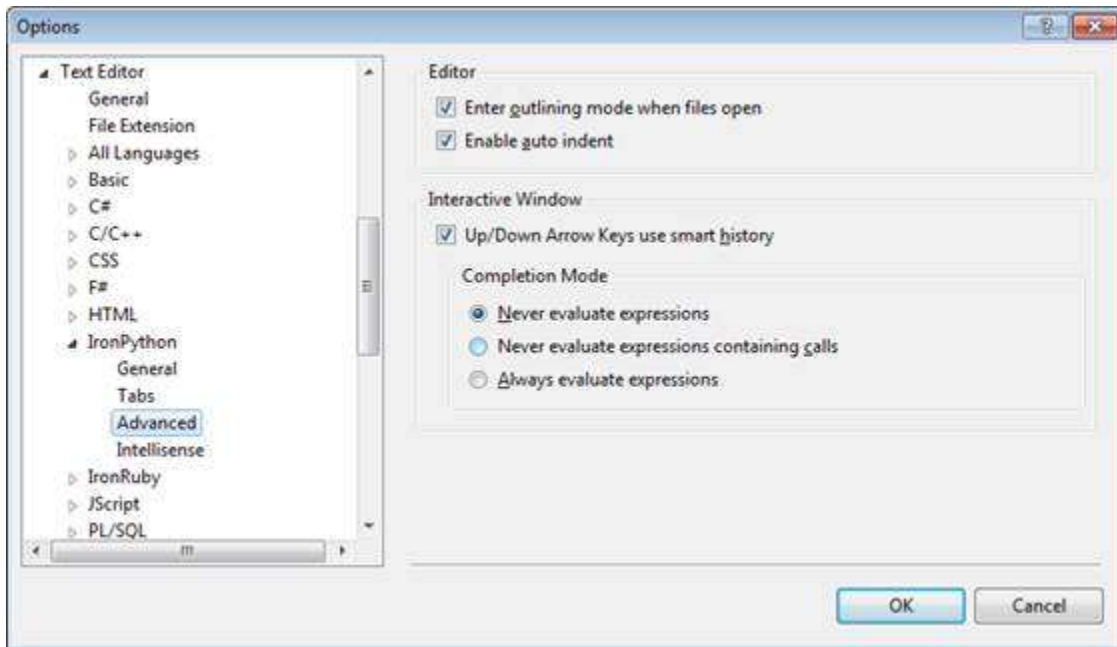 Options
Text Editor
General
File Extension
All Languages
Basic
C#
C/C++
CSS
F#
HTML
IronPython
General
Tabs
Advanced
Intellisense
IronRuby
JScript
PL/SQL
Editor
Enter outlining mode when files open
Enable auto indent
Interactive Window
Up/Down Arrow Keys use smart history
Completion Mode
Never evaluate expressions
Never evaluate expressions containing calls
Always evaluate expressions
OK
Cancel